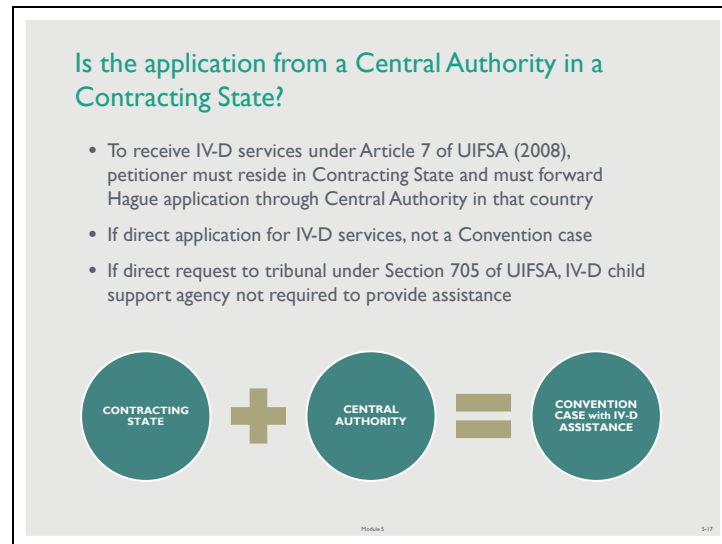 Is the application from a Central Authority in a
Contracting State?
• To receive IV-D services under Article 7 of UIFSA (2008),
petitioner must reside in Contracting State and must forward
Hague application through Central Authority in that country
• If direct application for IV-D services, not a Convention case
• If direct request to tribunal under Section 705 of UIFSA, IV-D child
support agency not required to provide assistance
CONTRACTING
STATE
CENTRAL
AUTHORITY
CONVENTION
CASE with IV-D
ASSISTANCE
Module 5
5-17